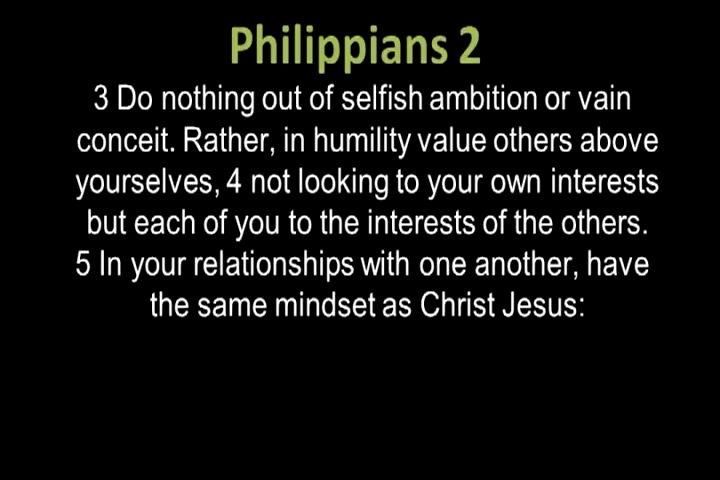 Philippians 2
3 Do nothing out of selfish ambition or vain
conceit. Rather, in humility value others above
yourselves, 4 not looking to your own interests
but each of you to the interests of the others.
5 In your relationships with one another, have
the same mindset as Christ Jesus: